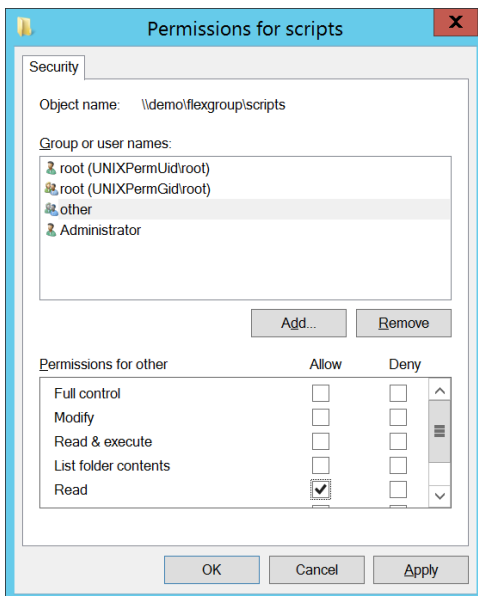 Permissions for scripts
X
Security
Object name: \\demo\flexgroup\scripts
Group or user names:
root (UNIXPermUid\root)
root (UNIXPermGid\root)
other
Administrator
Add... Remove
Permissions for other Allow Deny
Full control
Modify
Read & execute
List folder contents
Read
OK Cancel Apply